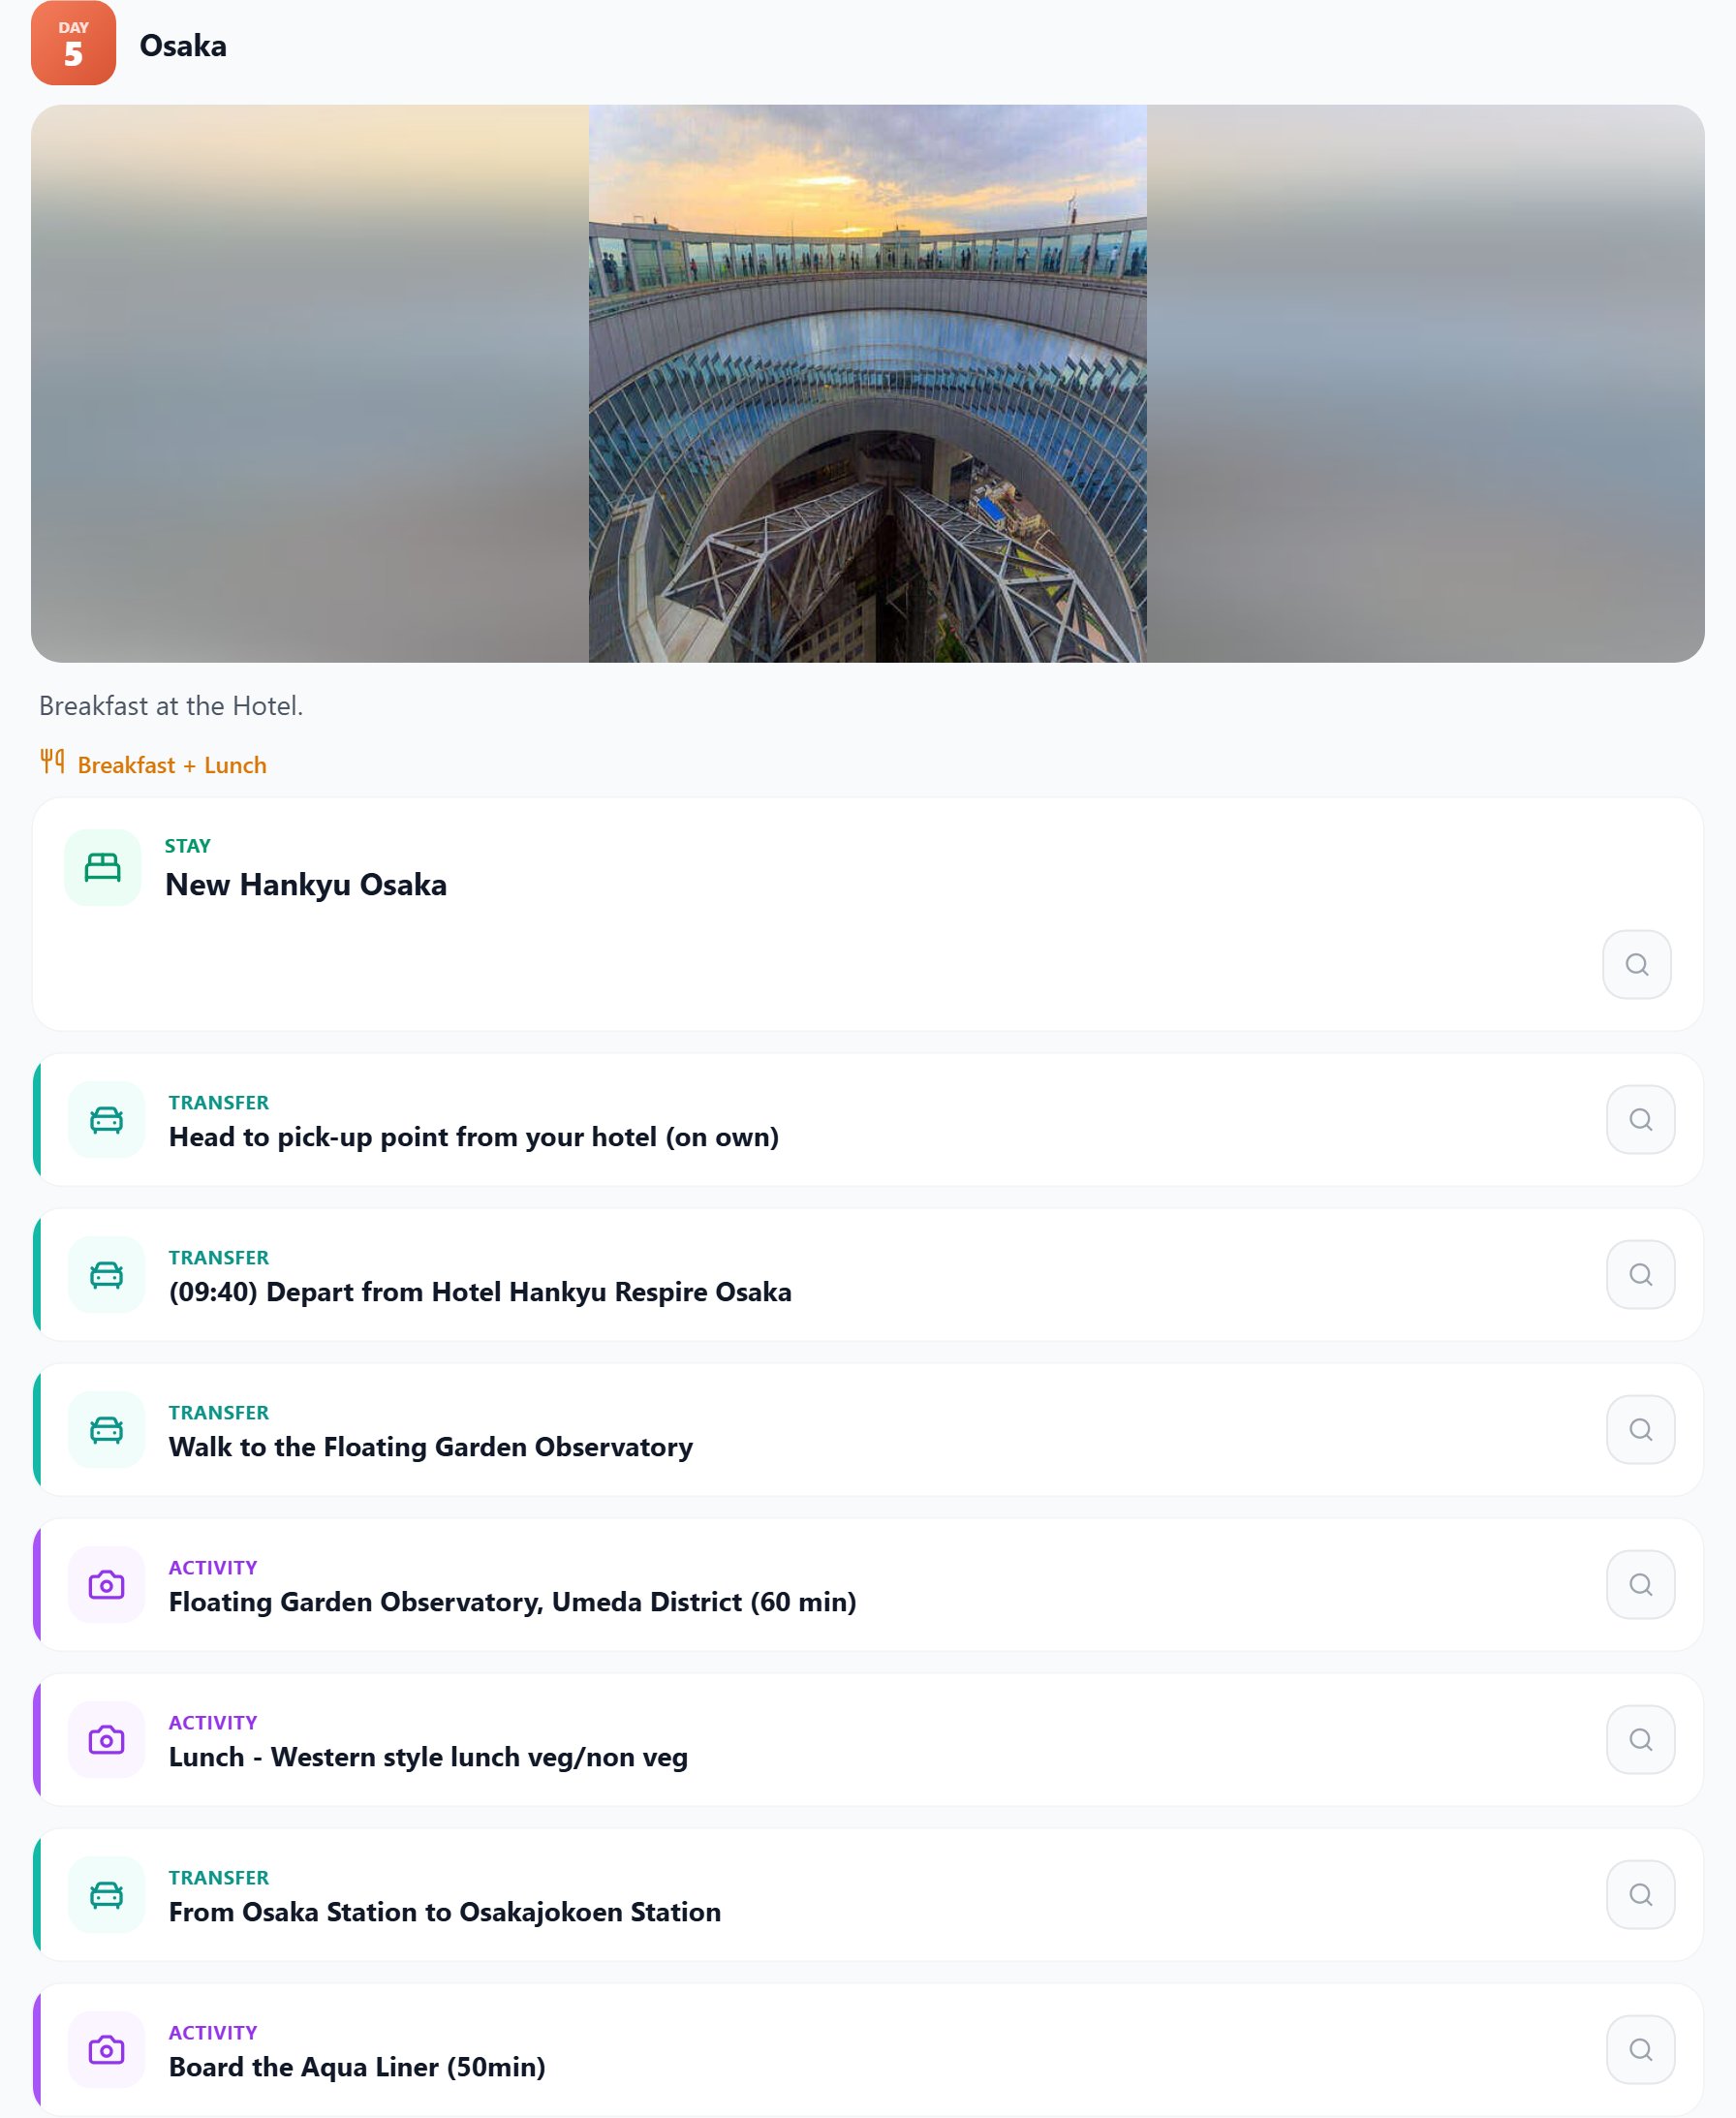 DAY
5
Osaka
Breakfast at the Hotel.
Breakfast + Lunch
STAY
New Hankyu Osaka
TRANSFER
Head to pick-up point from your hotel (on own)
TRANSFER
(09:40) Depart from Hotel Hankyu Respire Osaka
TRANSFER
Walk to the Floating Garden Observatory
ACTIVITY
Floating Garden Observatory, Umeda District (60 min)
ACTIVITY
Lunch - Western style lunch veg/non veg
TRANSFER
From Osaka Station to Osakajokoen Station
ACTIVITY
Board the Aqua Liner (50min)